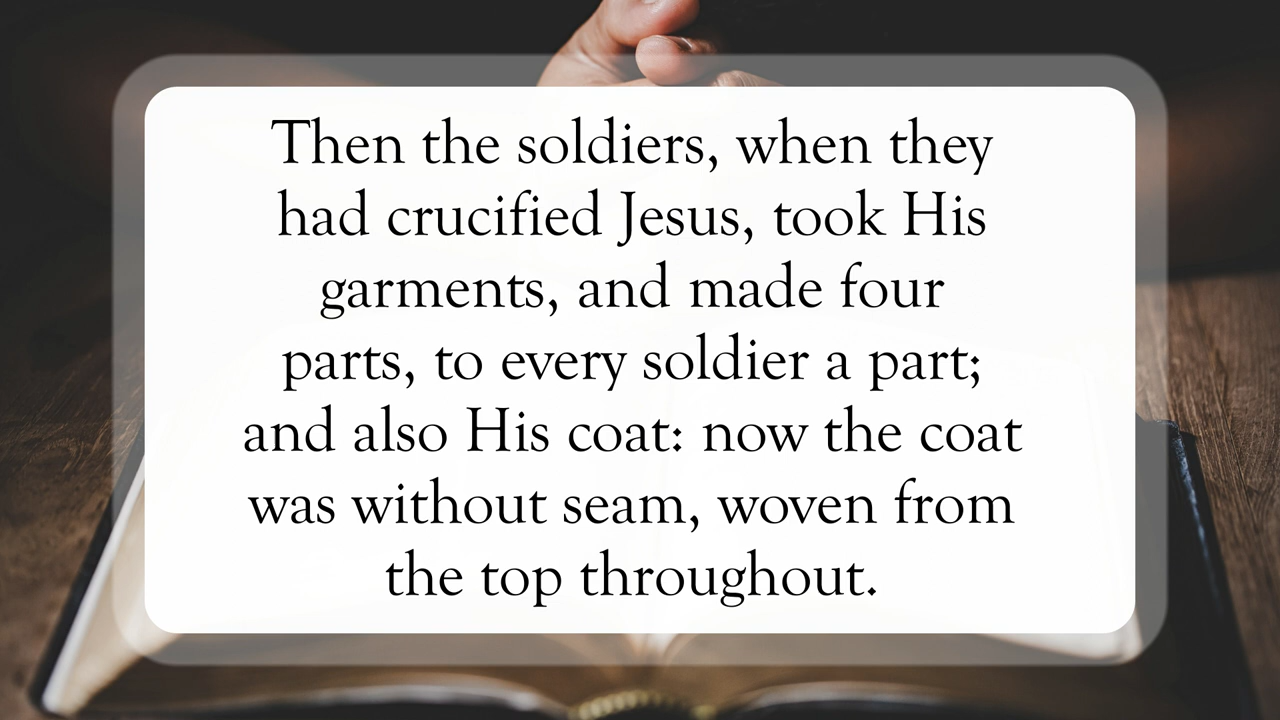 Then the soldiers, when they
had crucified Jesus, took His
garments, and made four
parts, to every soldier a part;
and also His coat: now the coat
was without seam, woven from
the top throughout.